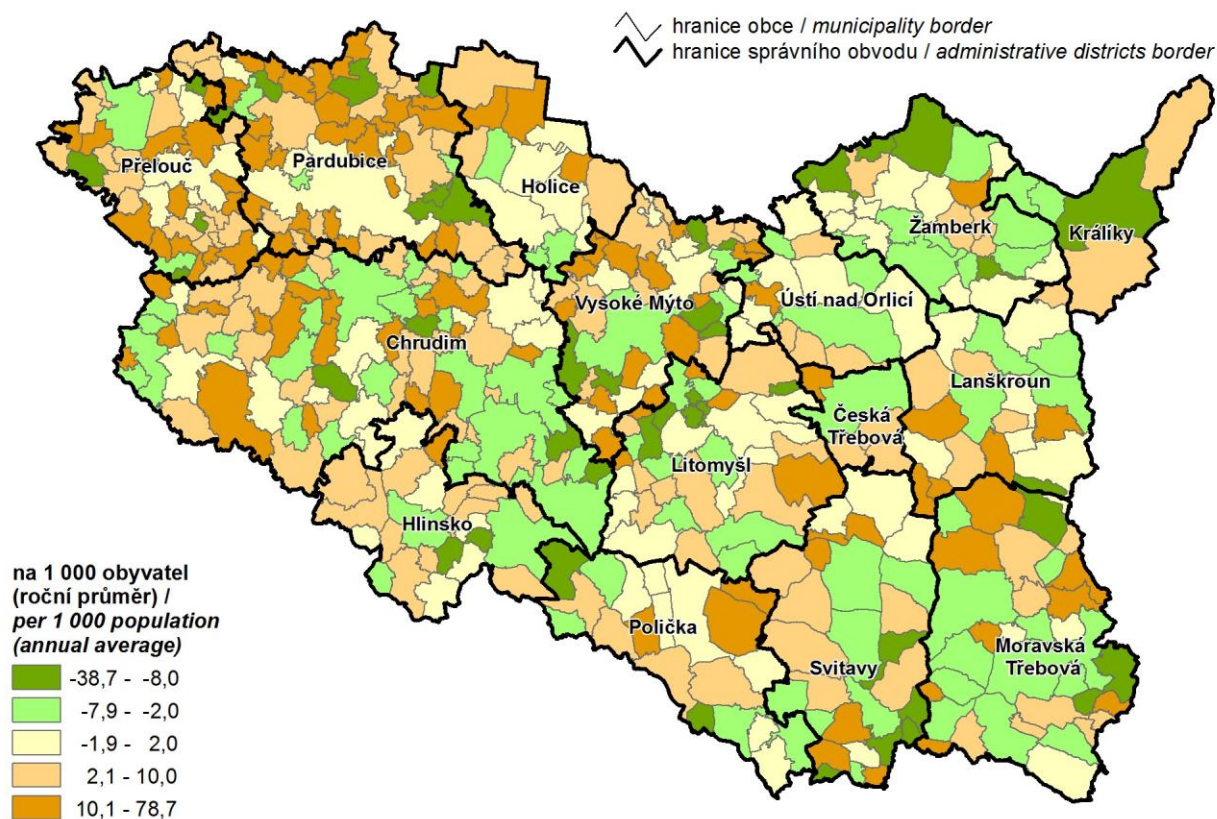 hranice obce / municipality border
hranice správního obvodu / administrative districts border
Přelouč
Pardubice
Holice
Žamberk
Králíky
Vysoké Mýto
Ústí nad Orlicí
Chrudim
Lanškroun
Česká
Třebová
Litomyšl
Hlinsko
Polička
Svitavy
Moravská
Třebová
na 1 000 obyvatel
(roční průměr) /
per 1 000 population
(annual average)
-38,7 - -8,0
-7,9 - -2,0
-1,9 - 2,0
2,1 - 10,0
10,1 - 78,7